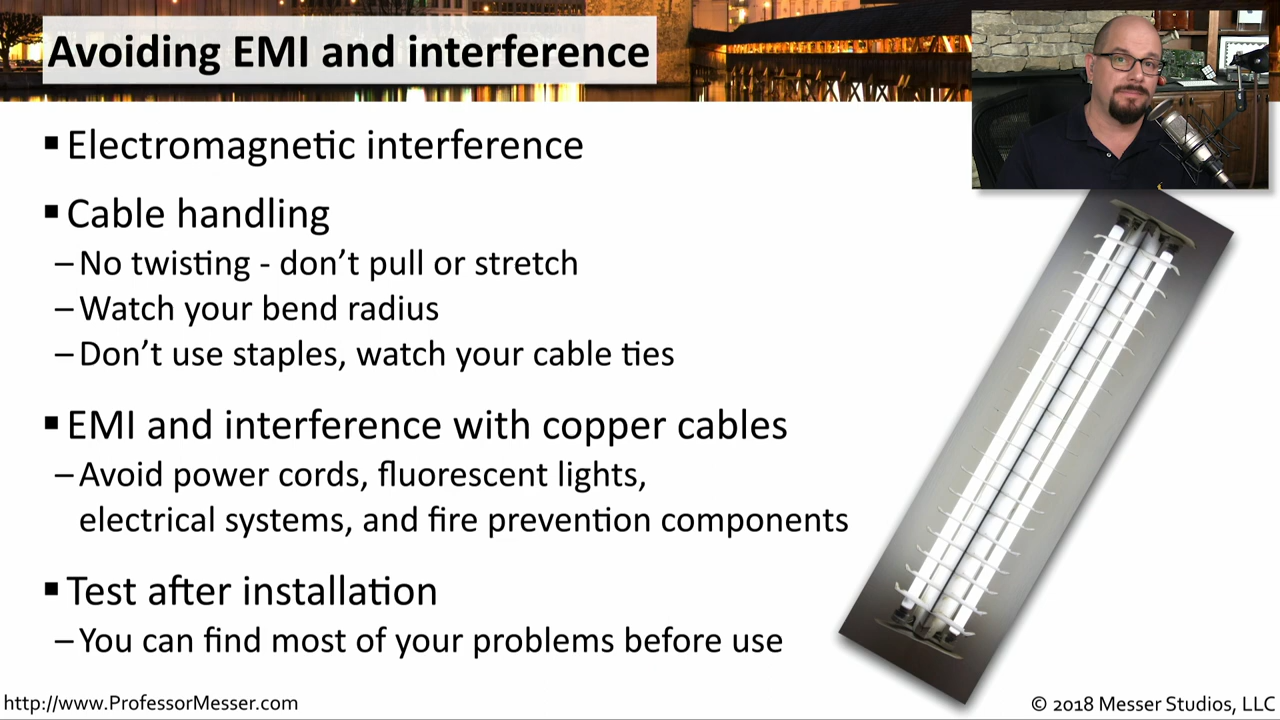 Avoiding EMI and interference
▪ Electromagnetic interference
▪ Cable handling
– No twisting - don't pull or stretch
– Watch your bend radius
– Don't use staples, watch your cable ties
▪ EMI and interference with copper cables
– Avoid power cords, fluorescent lights,
electrical systems, and fire prevention components
▪ Test after installation
– You can find most of your problems before use
http://www.ProfessorMesser.com
© 2018 Messer Studios, LLC